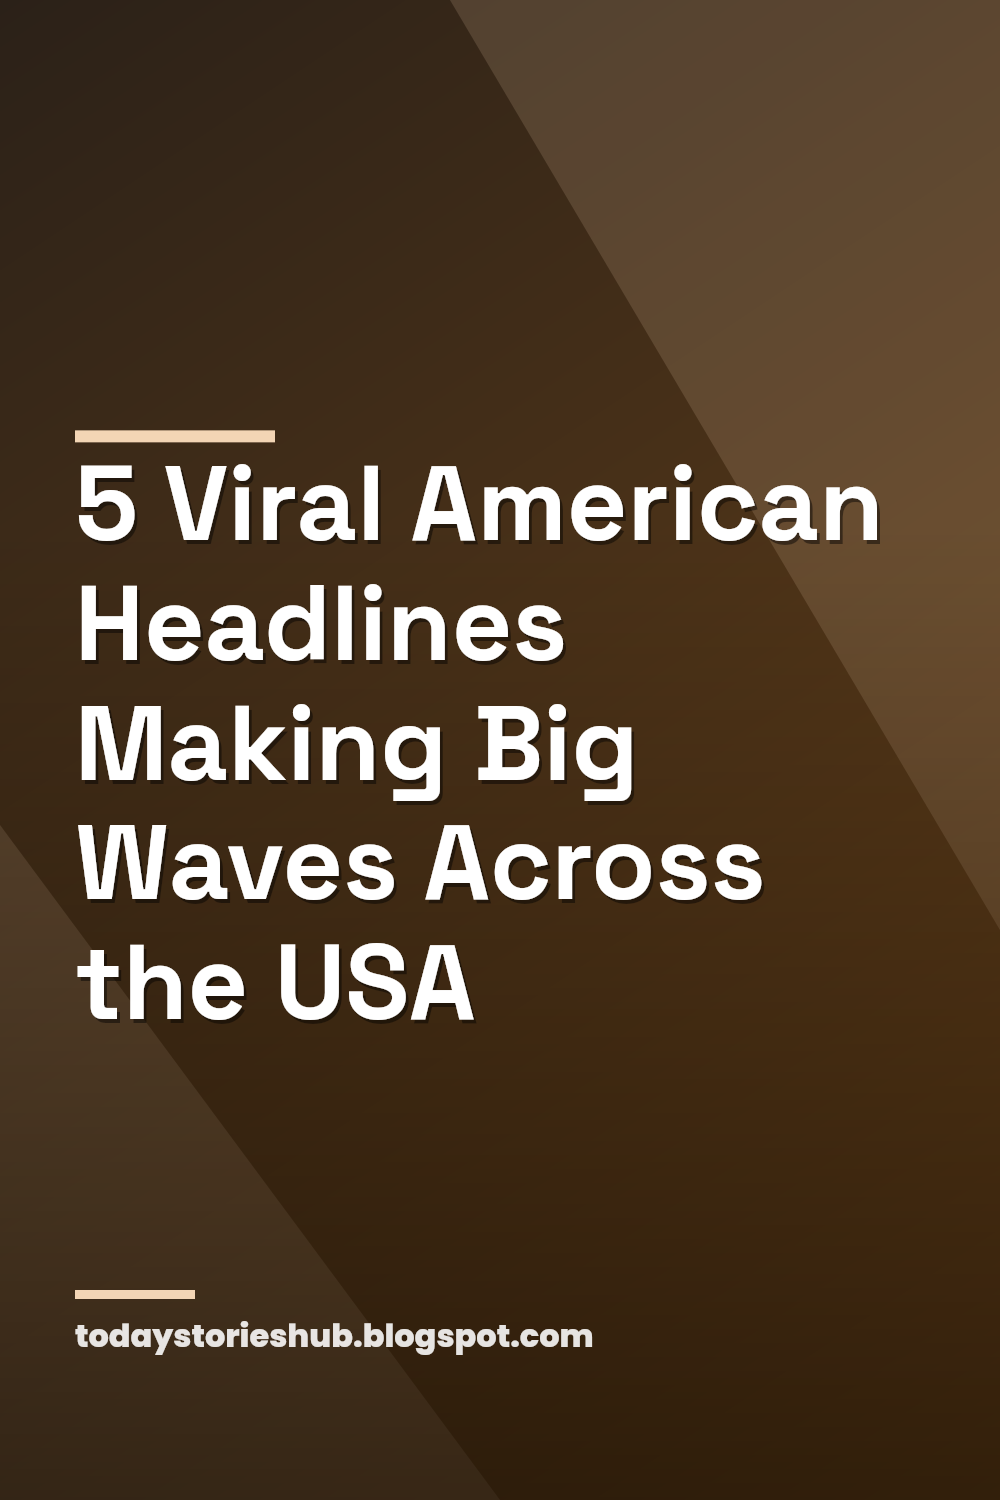 5 Viral American
Headlines
Making Big
Waves Across
the USA
todaystorieshub.blogspot.com